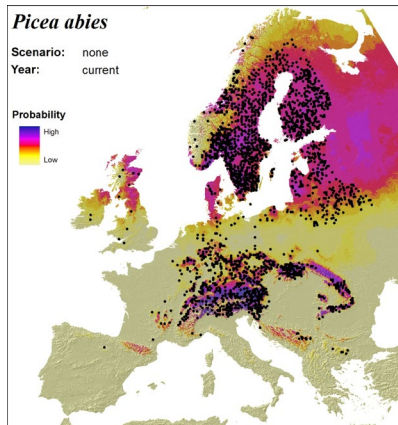 Picea abies
Scenario: none
Year: current
Probability
High
Low